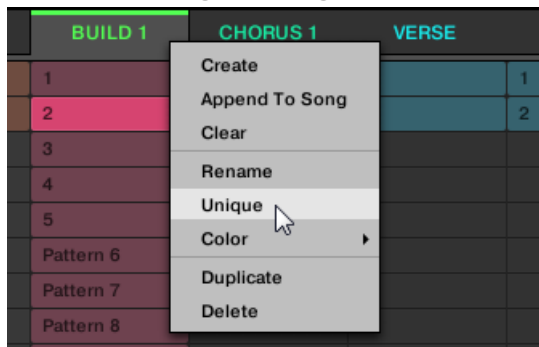 BUILD 1 CHORUS 1 VERSE
1
2
3
4
5
Pattern 6
Pattern 7
Pattern 8
Create
Append To Song
Clear
Rename
Unique
Color
Duplicate
Delete
1
2